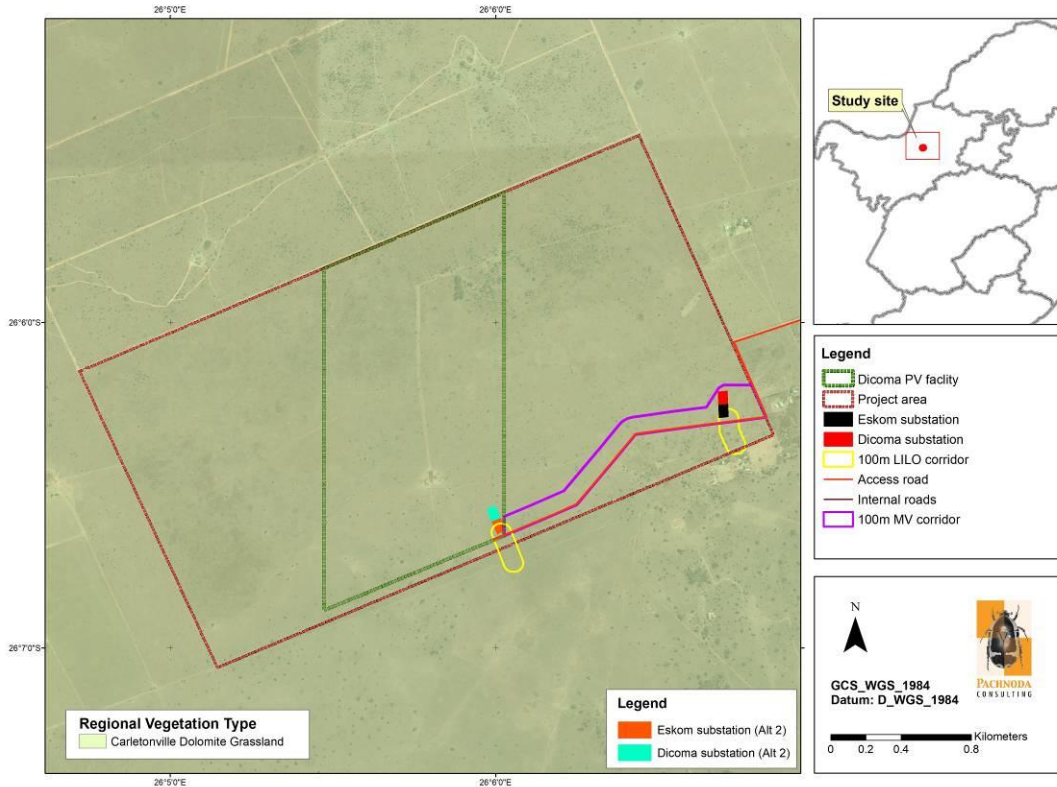 26°5'0"E
26°6'0"E
Study site
26°6'0"S
26°7'0"S
Legend
Dicoma PV faclity
Project area
Eskom substation
Dicoma substation
100m LILO corridor
Access road
Internal roads
100m MV corridor
N
GCS_WGS_1984
Datum: D_WGS_1984
PACHNODA
CONSULTING
Kilometers
0 0.2 0.4 0.8
Regional Vegetation Type
Carletonville Dolomite Grassland
Legend
Eskom substation (Alt 2)
Dicoma substation (Alt 2)
26°5'0"E
26°6'0"E